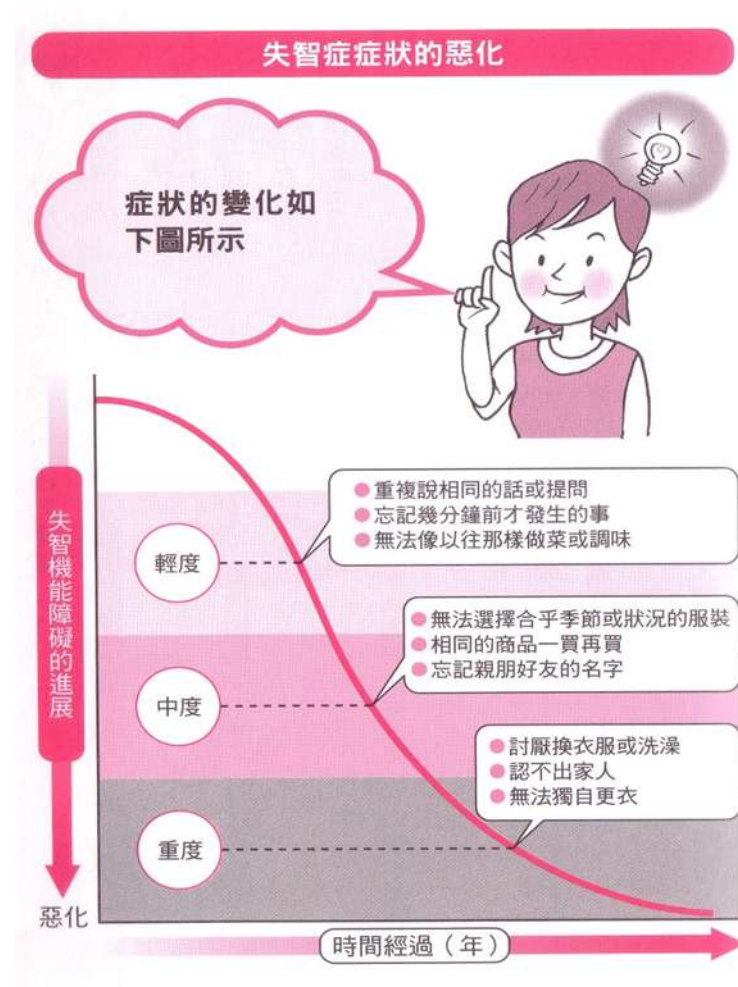 失智症症狀的惡化
症狀的變化如
下圖所示
失智機能障礙的進展
惡化
輕度
●重複說相同的話或提問
●忘記幾分鐘前才發生的事
●無法像以往那樣做菜或調味
中度
●無法選擇合乎季節或狀況的服裝
●相同的商品一買再買
●忘記親朋好友的名字
重度
●討厭換衣服或洗澡
●認不出家人
●無法獨自更衣
時間經過（年）